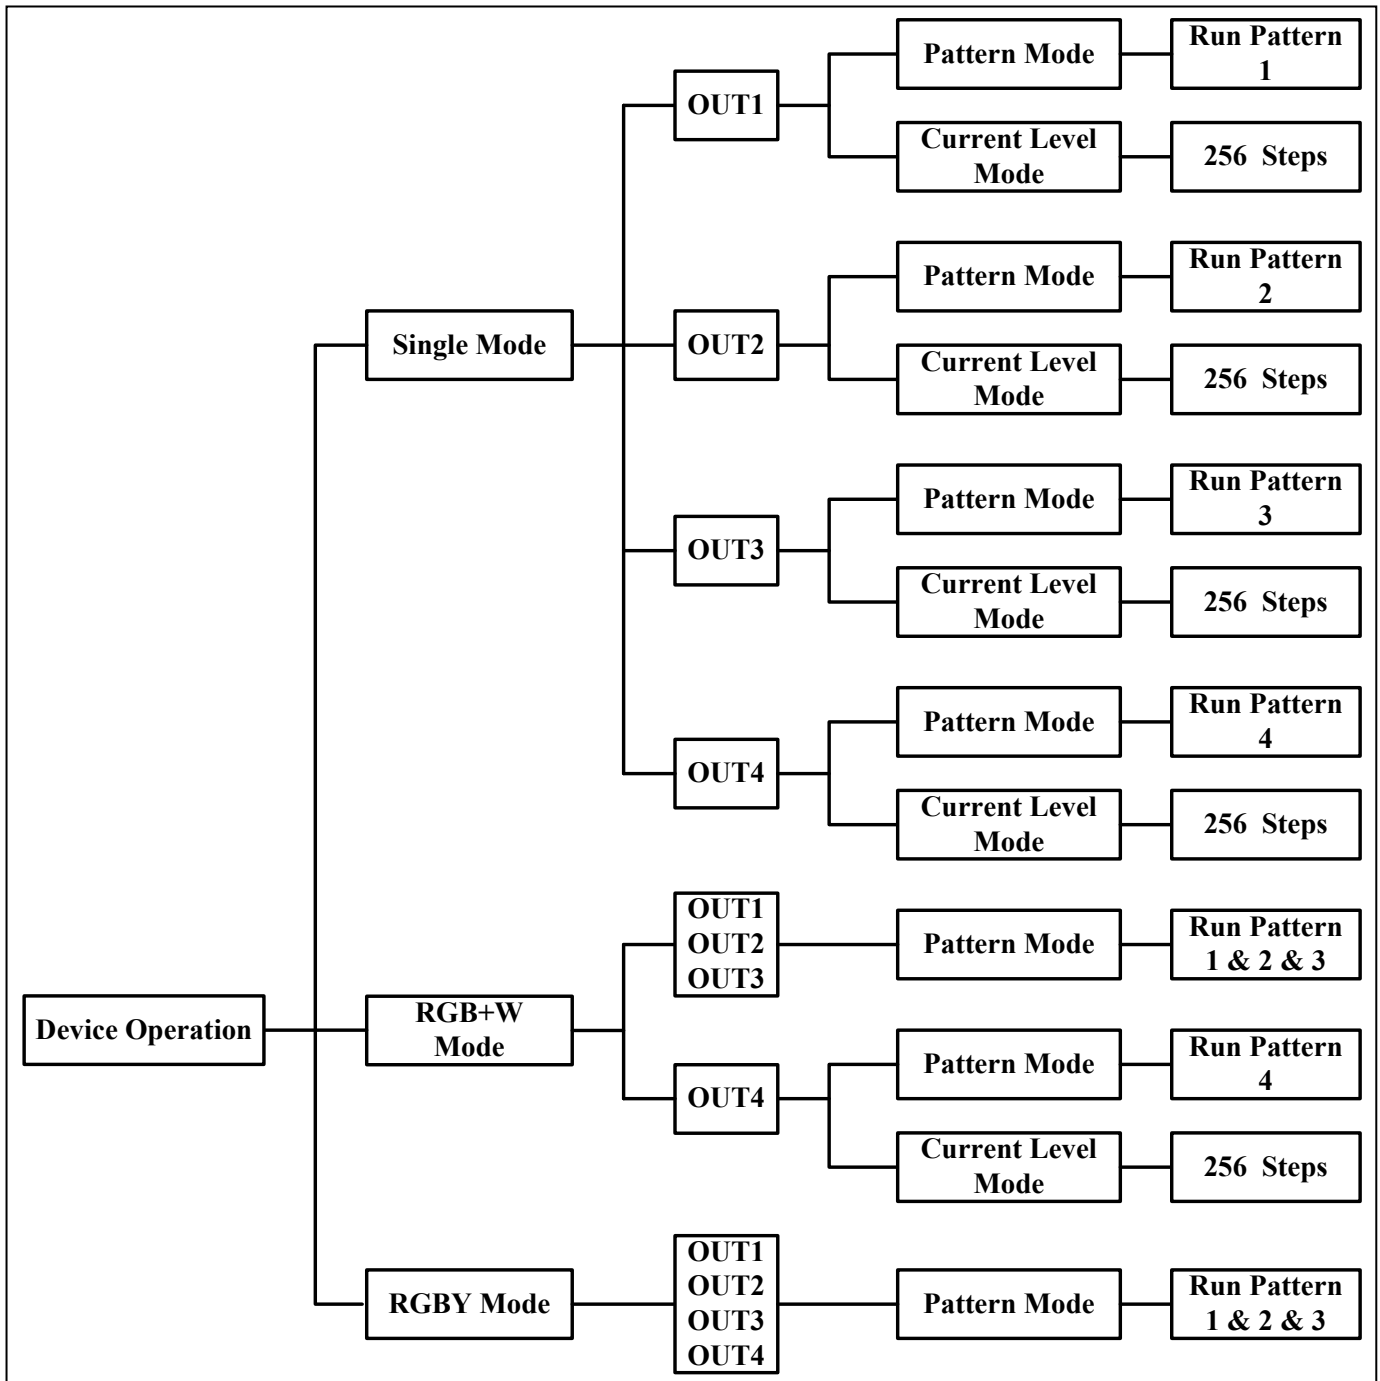 Pattern Mode
Run Pattern
1
OUT1
Current Level
Mode
256 Steps
Pattern Mode
Run Pattern
2
Single Mode
OUT2
Current Level
Mode
256 Steps
Pattern Mode
Run Pattern
3
OUT3
Current Level
Mode
256 Steps
Pattern Mode
Run Pattern
4
OUT4
Current Level
Mode
256 Steps
OUT1
OUT2
OUT3
Pattern Mode
Run Pattern
1 & 2 & 3
Device Operation
RGB+W
Mode
Pattern Mode
Run Pattern
4
OUT4
Current Level
Mode
256 Steps
RGBY Mode
OUT1
OUT2
OUT3
OUT4
Pattern Mode
Run Pattern
1 & 2 & 3